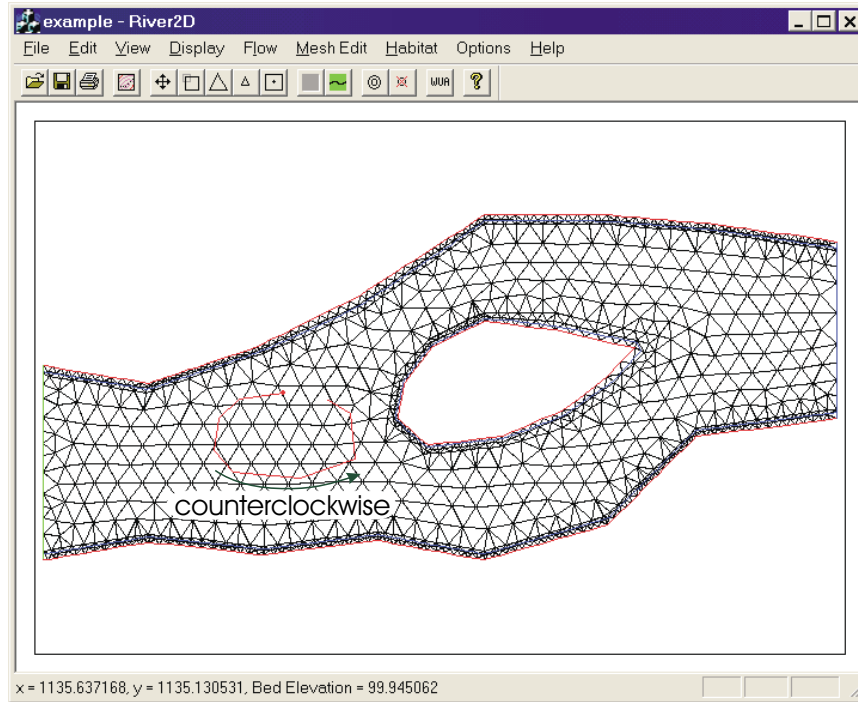 example - River2D
File Edit View Display Flow Mesh Edit Habitat Options Help
WUA ?
counterclockwise
x = 1135.637168, y = 1135.130531, Bed Elevation = 99.945062